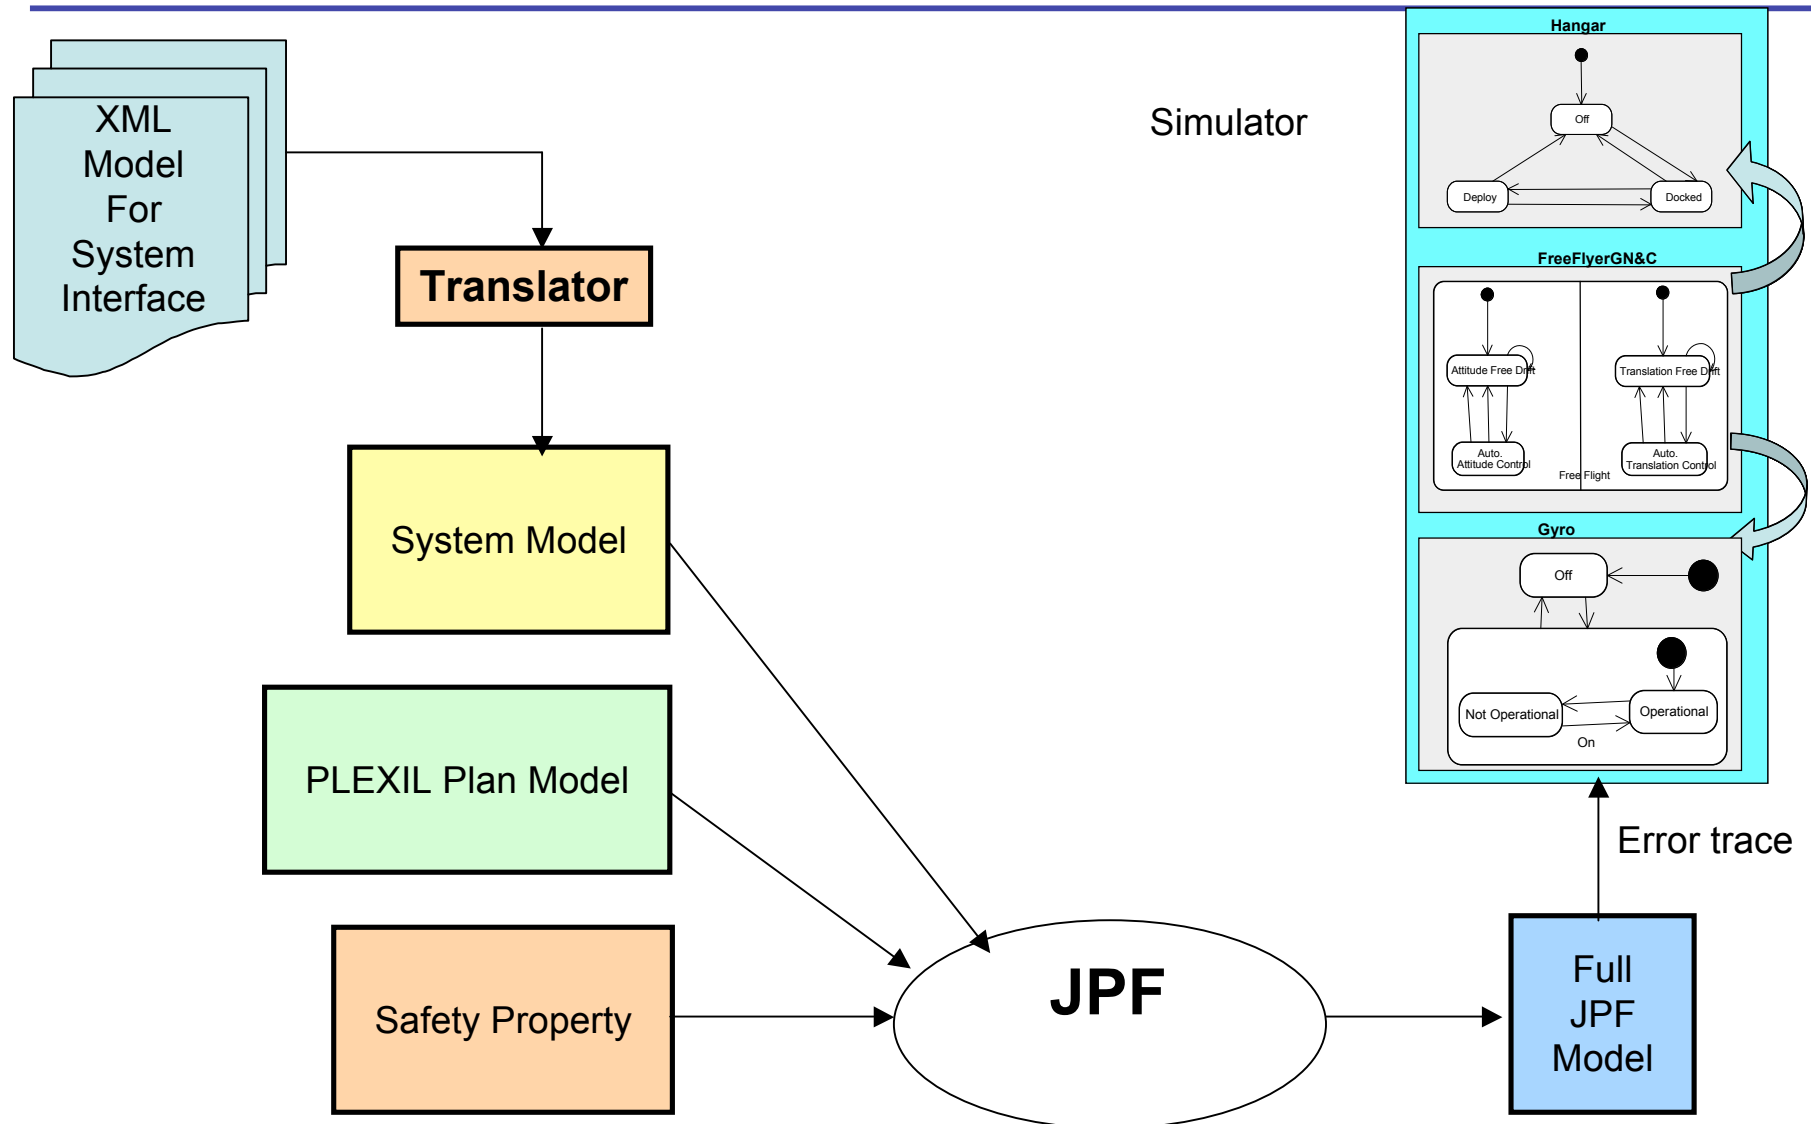 XML
Model
For
System
Interface
Translator
System Model
PLEXIL Plan Model
Safety Property
JPF
Full
JPF
Model
Error trace
Simulator
Hangar
Off
Deploy
Docked
FreeFlyerGN&C
Attitude Free Drift
Translation Free Drift
Auto.
Attitude Control
Auto.
Translation Control
Free Flight
Gyro
Off
Not Operational
Operational
On